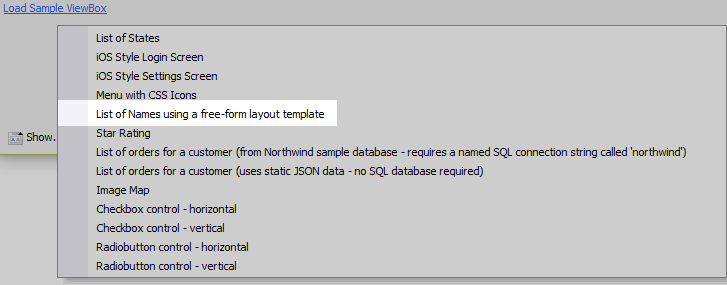 Load Sample ViewBox
List of States
iOS Style Login Screen
iOS Style Settings Screen
Menu with CSS Icons
List of Names using a free-form layout template
Show.
Star Rating
List of orders for a customer (from Northwind sample database - requires a named SQL connection string called 'northwind')
List of orders for a customer (uses static JSON data - no SQL database required)
Image Map
Checkbox control - horizontal
Checkbox control - vertical
Radiobutton control - horizontal
Radiobutton control - vertical